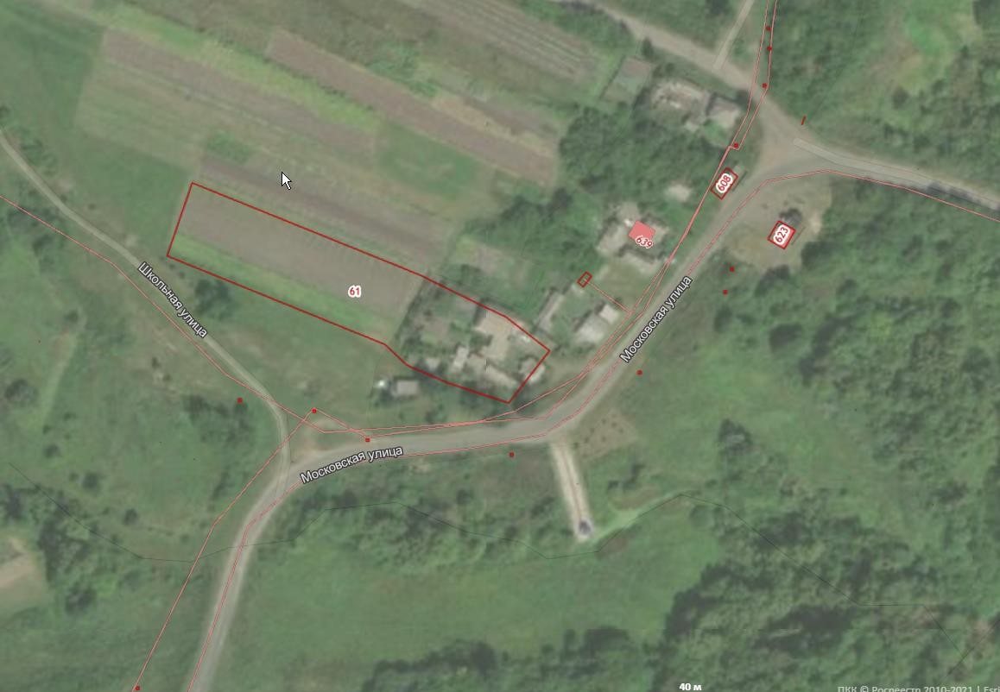 608
623
639
61
Школьная улица
Московская улица
Московская улица
40 м
ПКК © Росреестр 2010-2021 | Esri